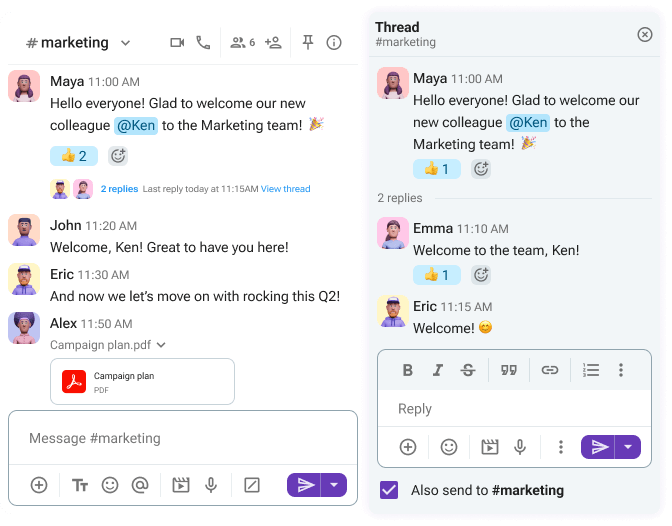 # marketing
6
Maya 11:00 AM
Hello everyone! Glad to welcome our new
colleague @Ken to the Marketing team! 🎉
👍 2
2 replies Last reply today at 11:15AM View thread
John 11:20 AM
Welcome, Ken! Great to have you here!
Eric 11:30 AM
And now we let's move on with rocking this Q2!
Alex 11:50 AM
Campaign plan.pdf
Campaign plan
PDF
Message #marketing
Tт
@
Thread
#marketing
Maya 11:00 AM
Hello everyone! Glad to welcome our
new colleague @Ken to the
Marketing team! 🎉
👍 1
2 replies
Emma 11:10 AM
Welcome to the team, Ken!
👍 1
Eric 11:15 AM
Welcome! 😊
B I S
Reply
Also send to #marketing